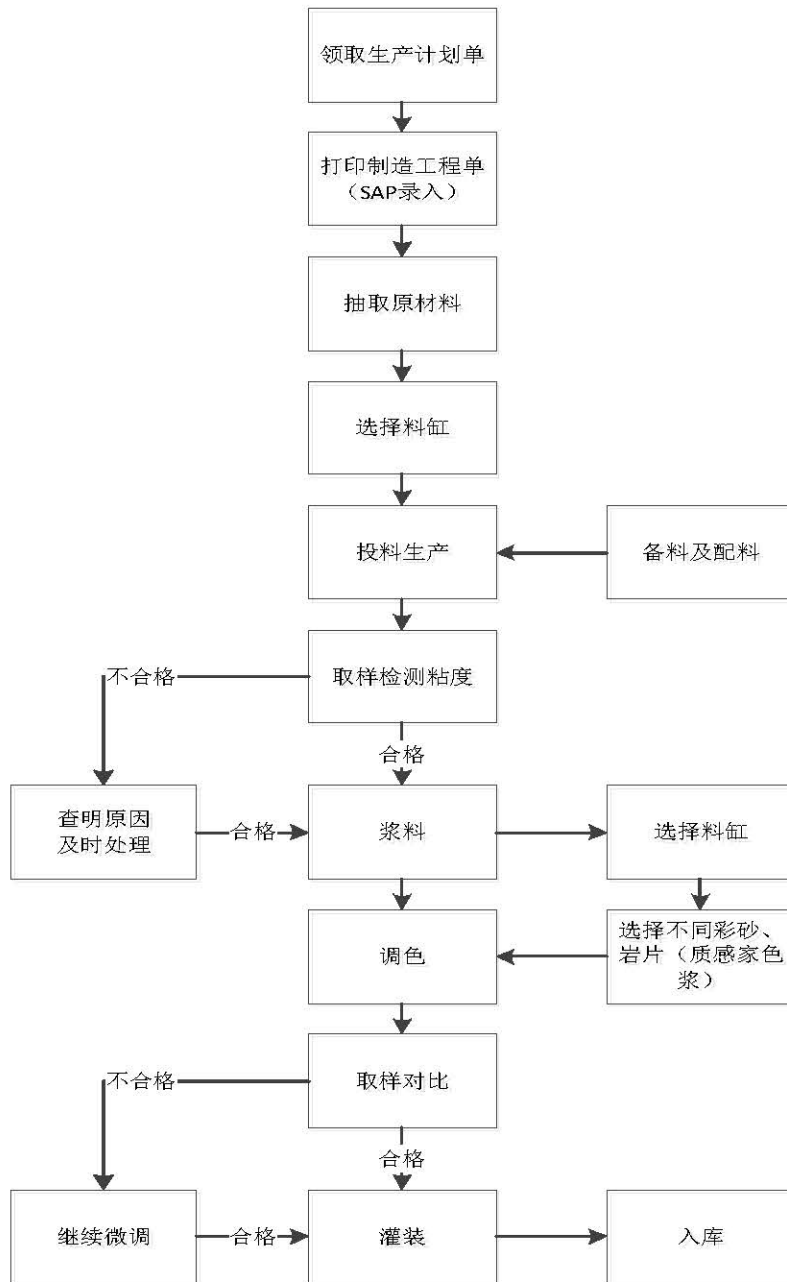 领取生产计划单
打印制造工程单
（SAP录入）
抽取原材料
选择料缸
投料生产
备料及配料
不合格
取样检测粘度
合格
查明原因
及时处理
合格
浆料
选择料缸
调色
选择不同彩砂、
岩片（质感家色
浆）
不合格
取样对比
合格
继续微调
合格
灌装
入库